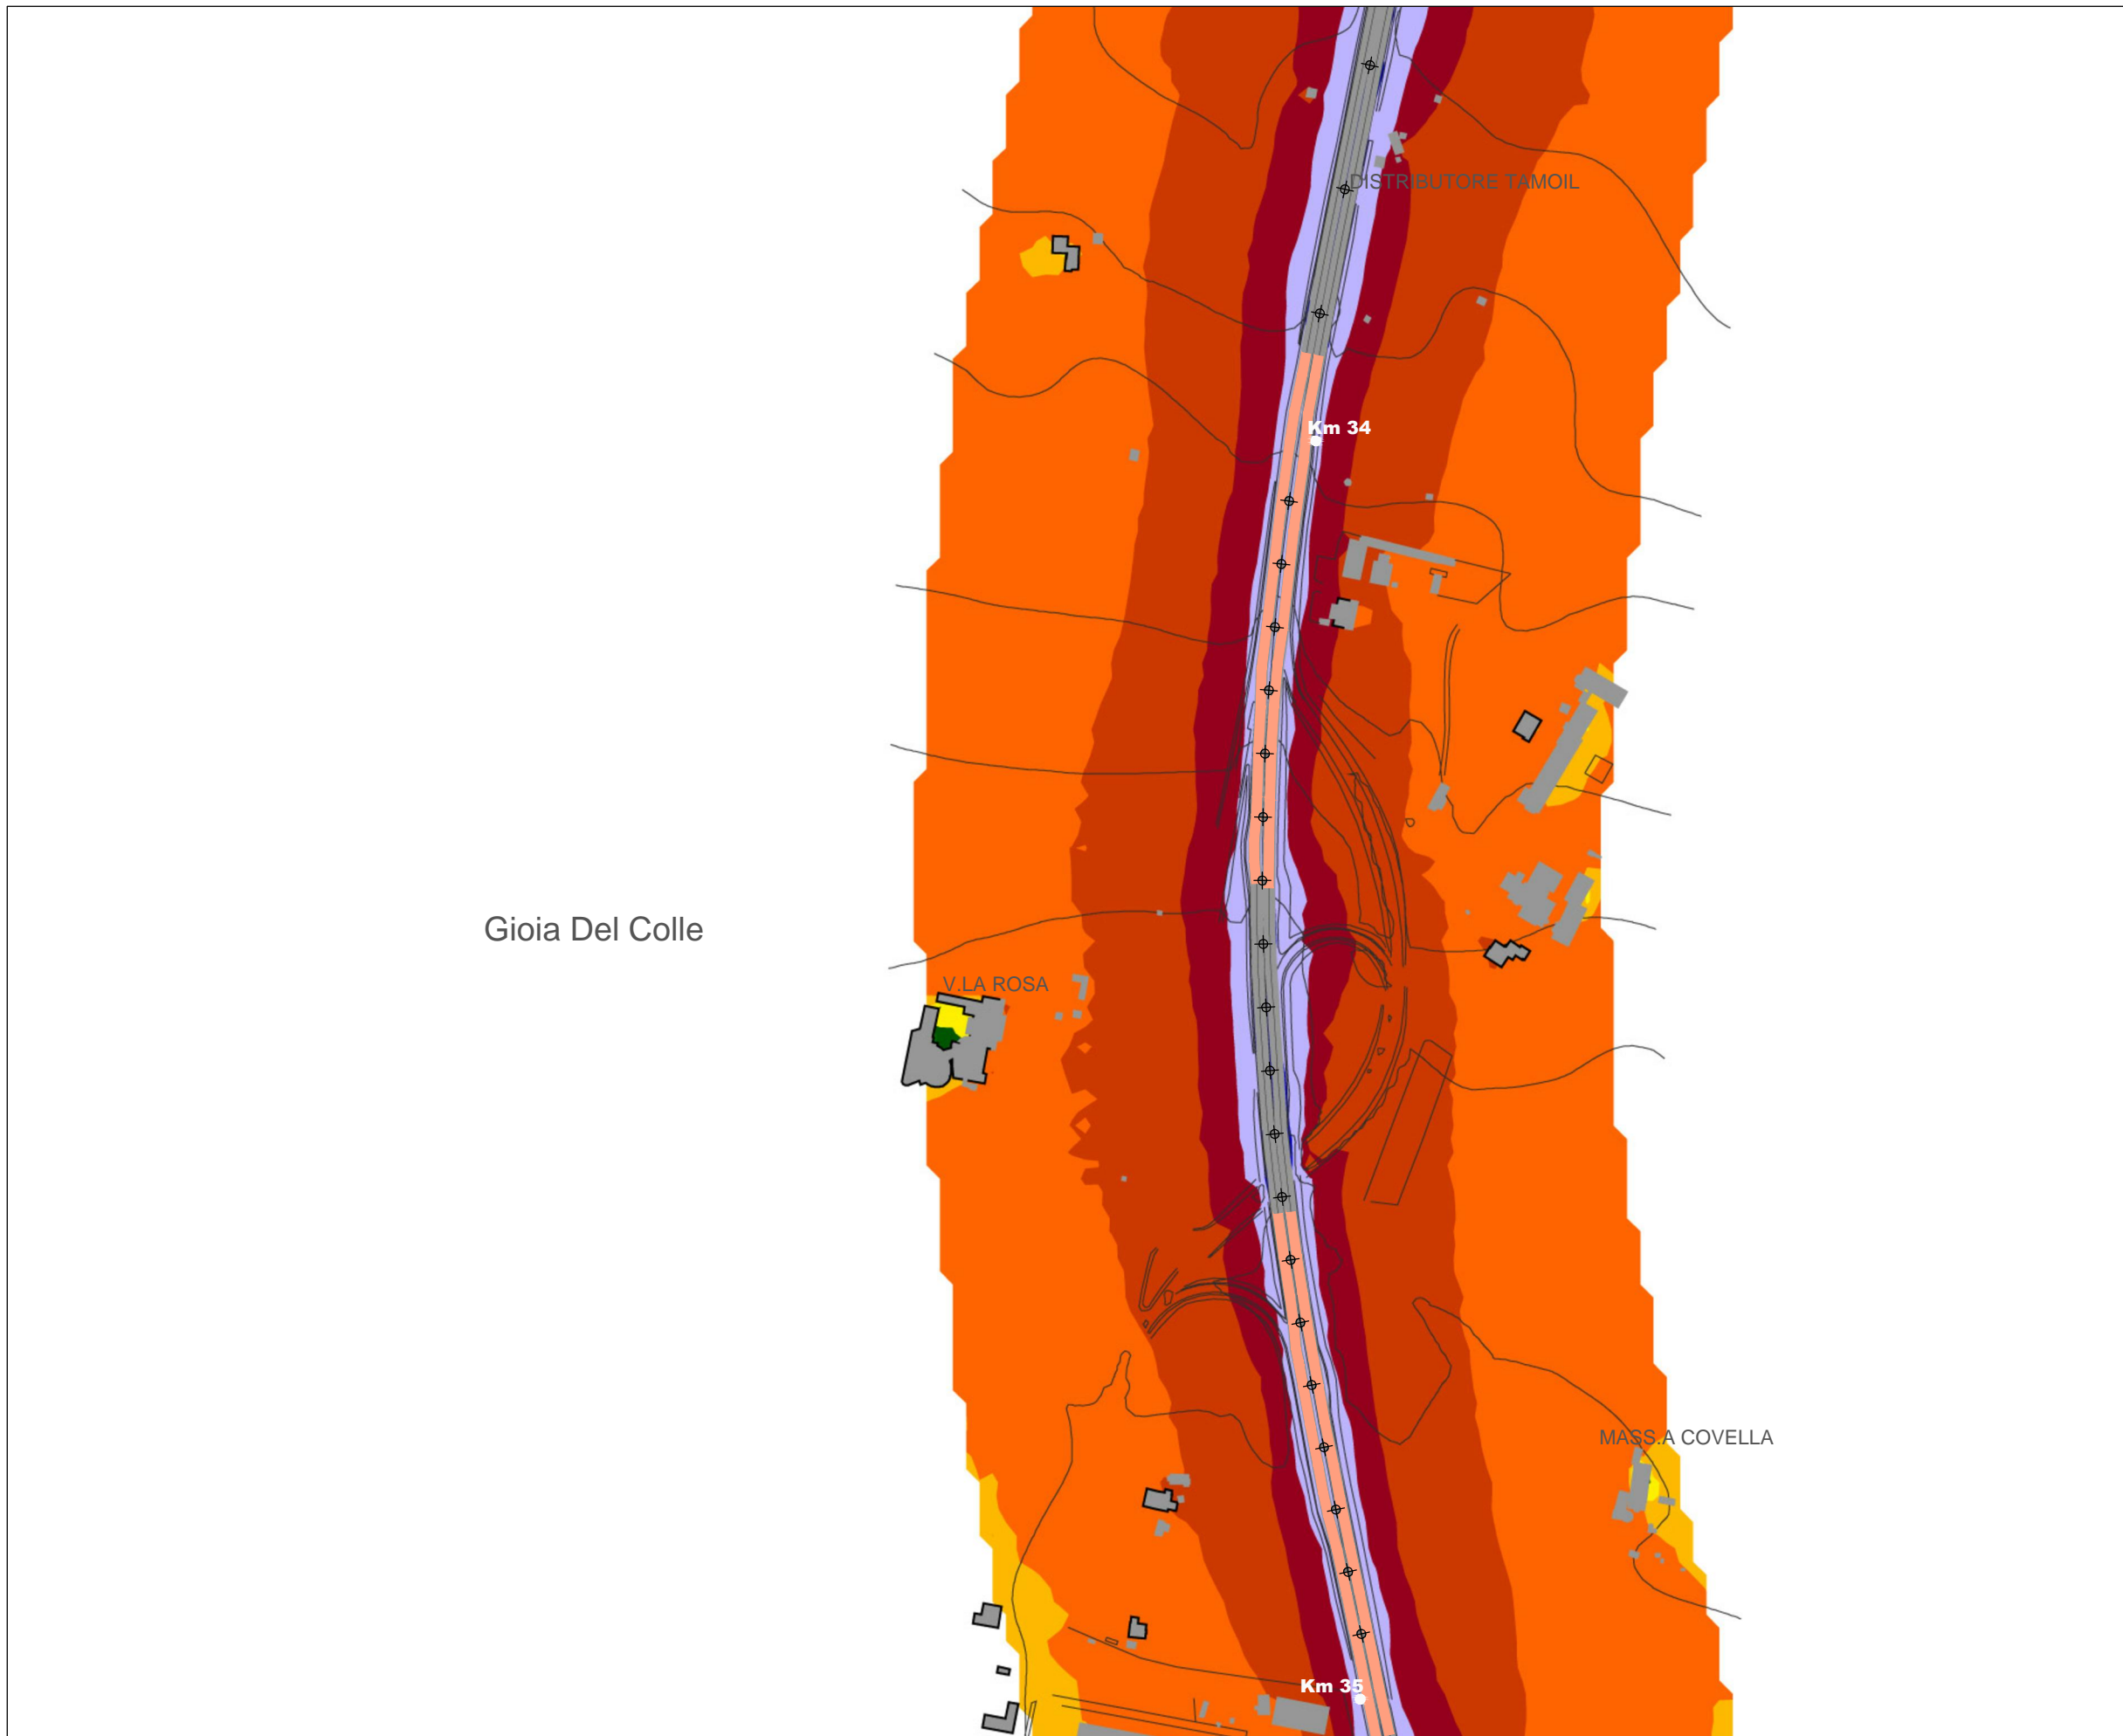 DISTRIBUTORE TAMOIL
Km 34
Gioia Del Colle
V.LA ROSA
MASS.A COVELLA
Km 35